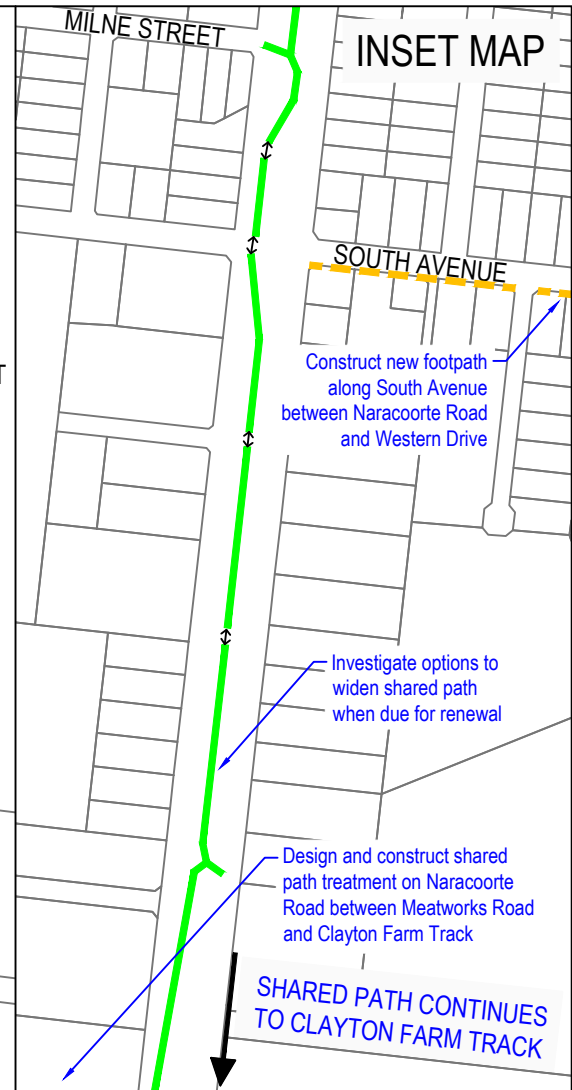 MILNE STREET
INSET MAP
SOUTH AVENUE
Construct new footpath
along South Avenue
between Naracoorte Road
and Western Drive
T
Investigate options to
widen shared path
when due for renewal
Design and construct shared
path treatment on Naracoorte
Road between Meatworks Road
and Clayton Farm Track
SHARED PATH CONTINUES
TO CLAYTON FARM TRACK